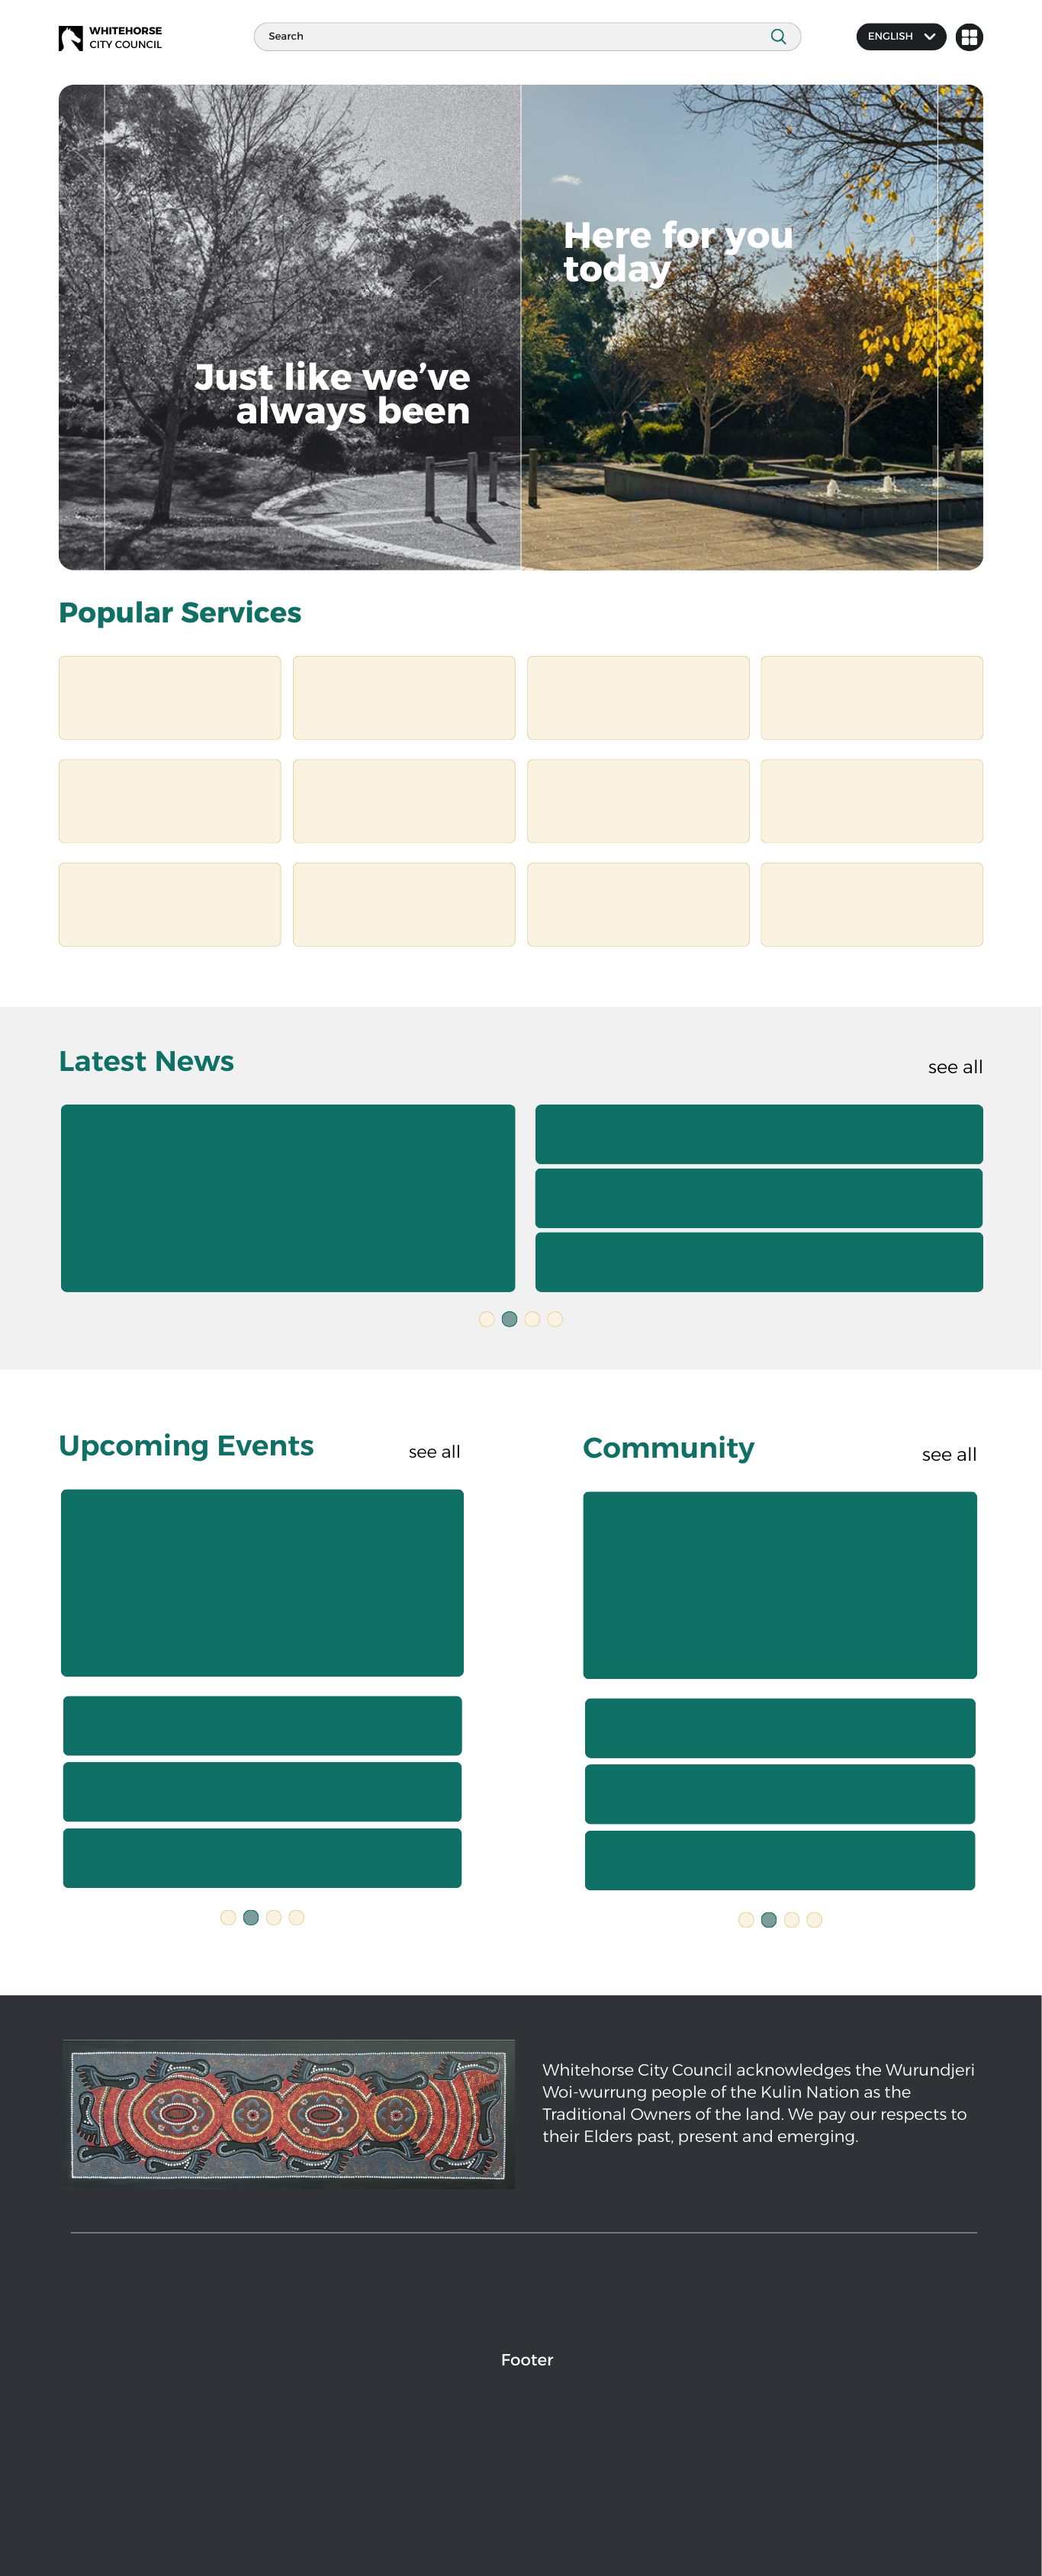 WHITEHORSE
CITY COUNCIL
Search
ENGLISH
Here for you
today
Just like we’ve
always been
Popular Services
Latest News
see all
Upcoming Events
see all
Community
see all
Whitehorse City Council acknowledges the Wurundjeri
Woi-wurrung people of the Kulin Nation as the
Traditional Owners of the land. We pay our respects to
their Elders past, present and emerging.
Footer